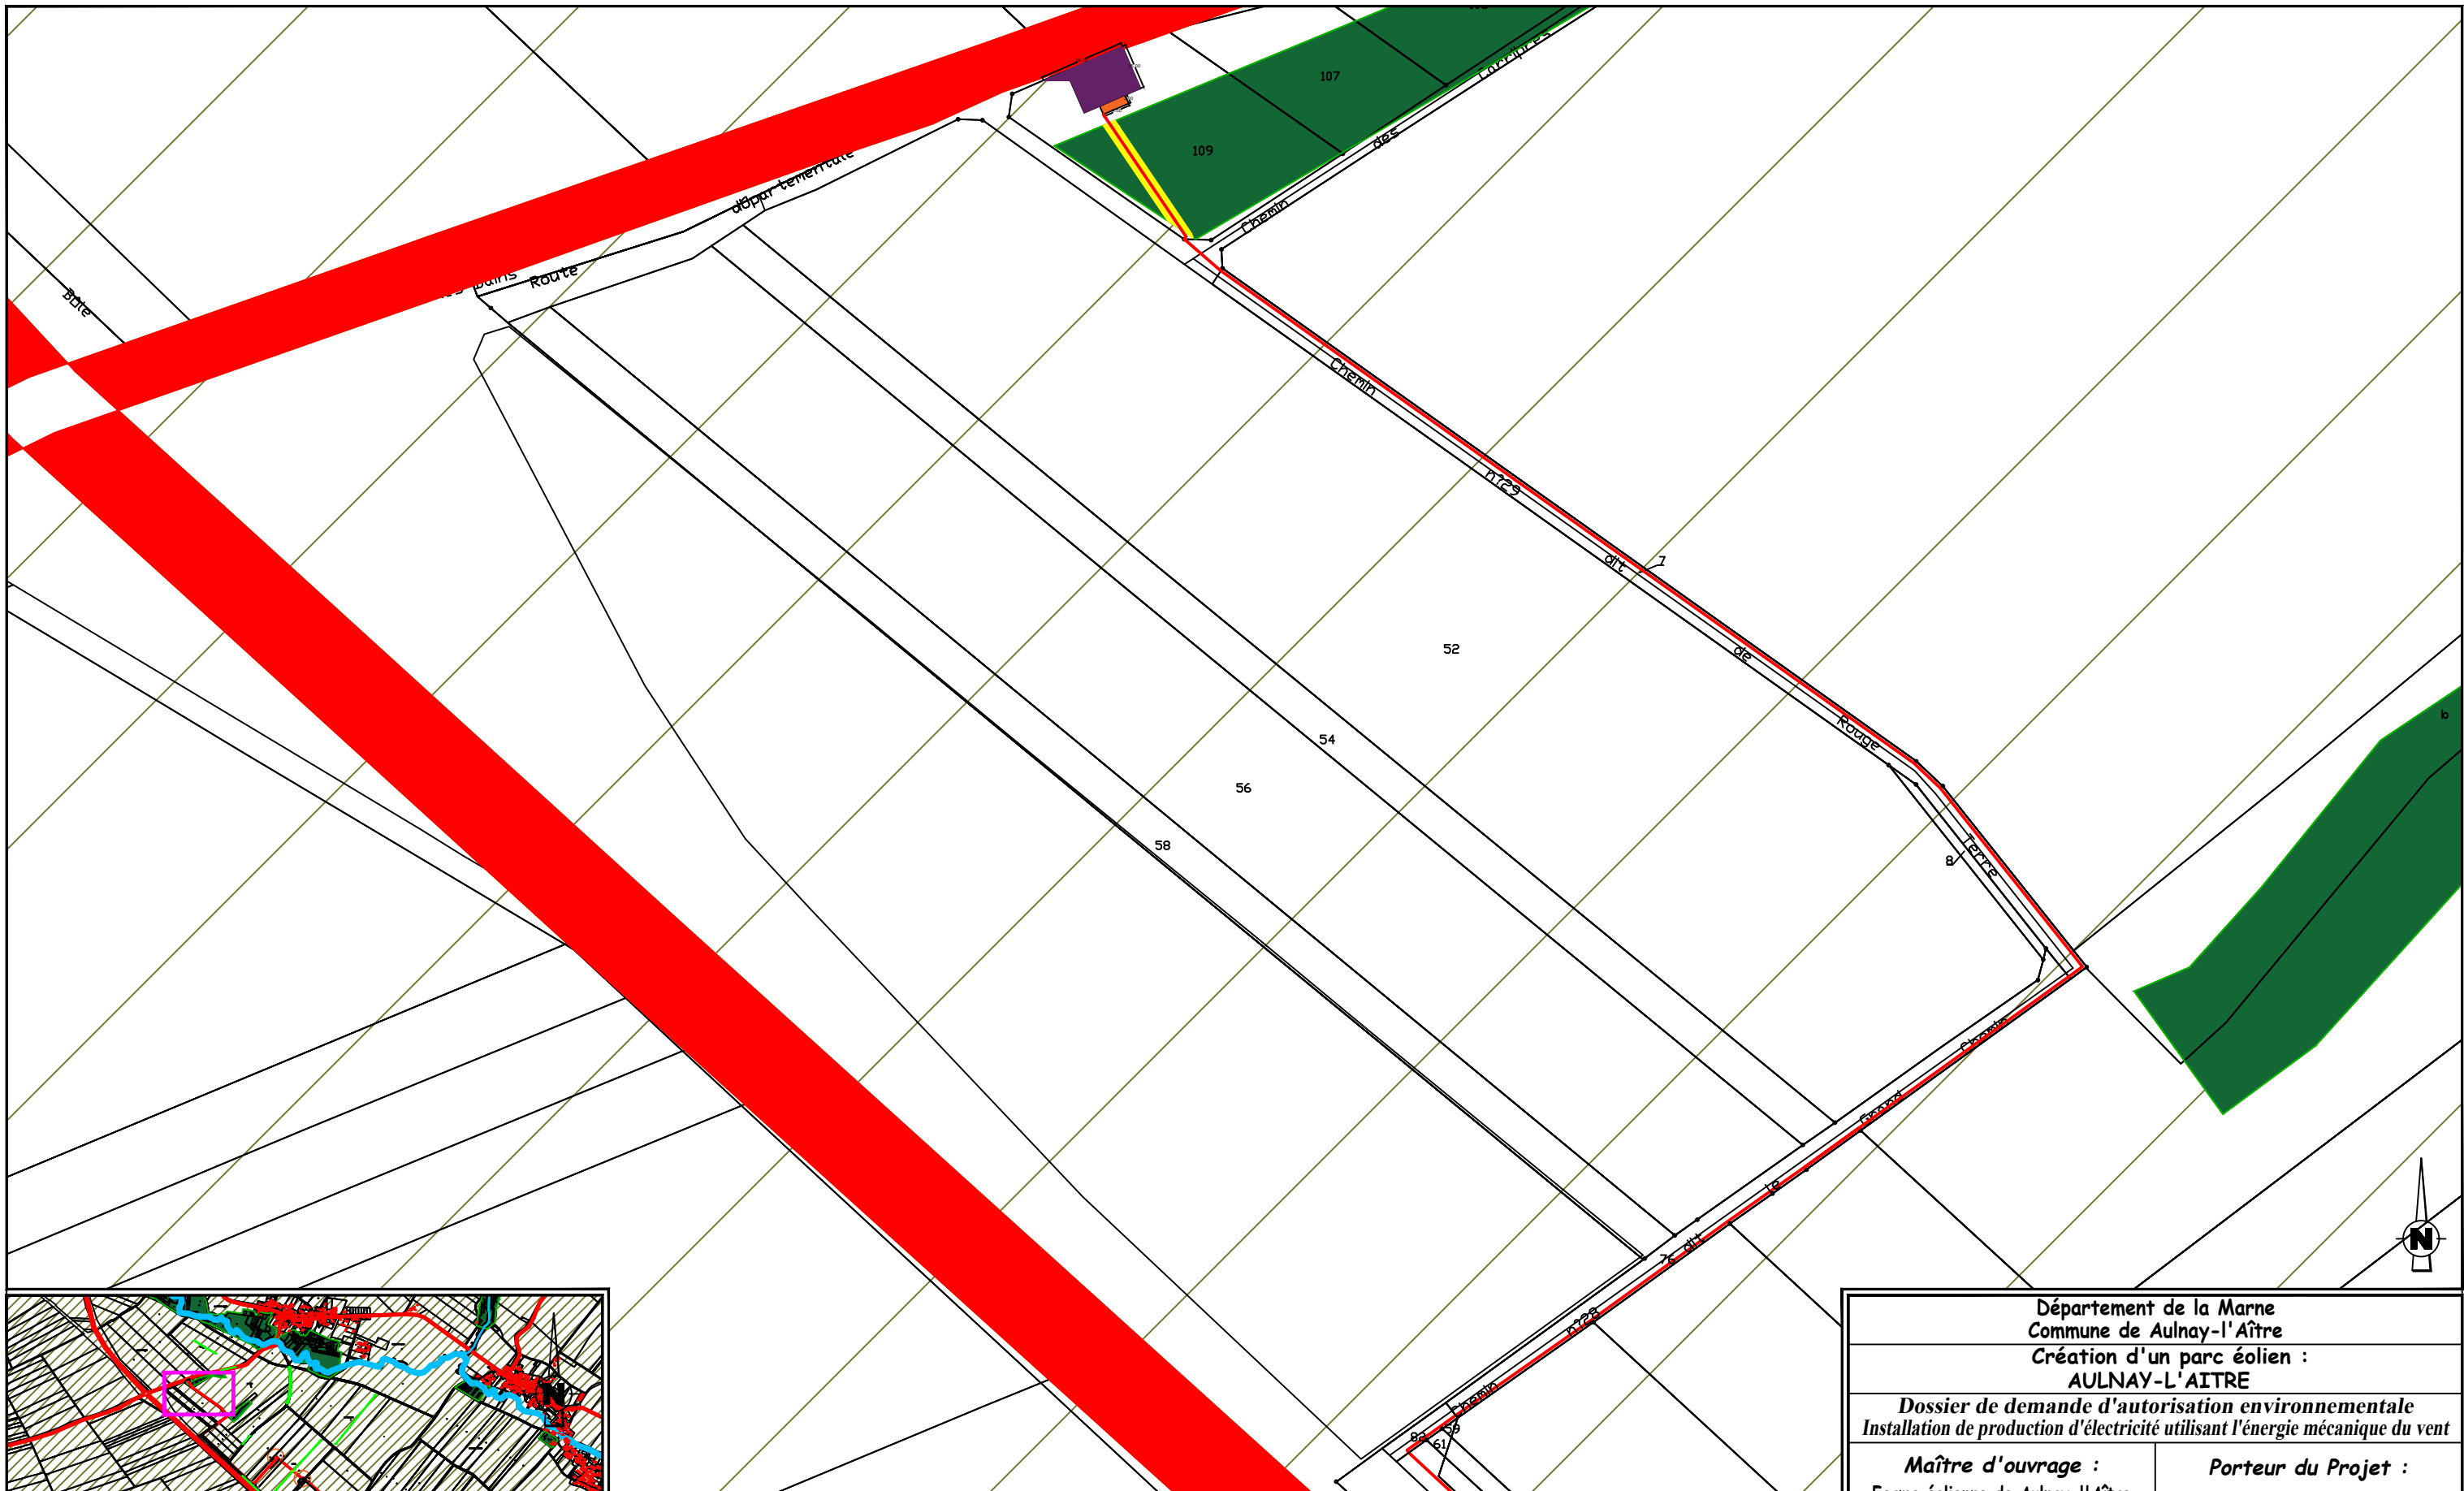 107
109
Chemin
des
départementale
Route
Bâte
Chemin
n°29
dit
7
de
Rouge
Terre
8
52
54
56
58
b
Chemin
Grand
le
dit
76
n°28
Chemin
82
59
61
N
N
Département de la Marne
Commune de Aulnay-l'Aître
Création d'un parc éolien :
AULNAY-L'AITRE
Dossier de demande d'autorisation environnementale
Installation de production d'électricité utilisant l'énergie mécanique du vent
Maître d'ouvrage :
Porteur du Projet :